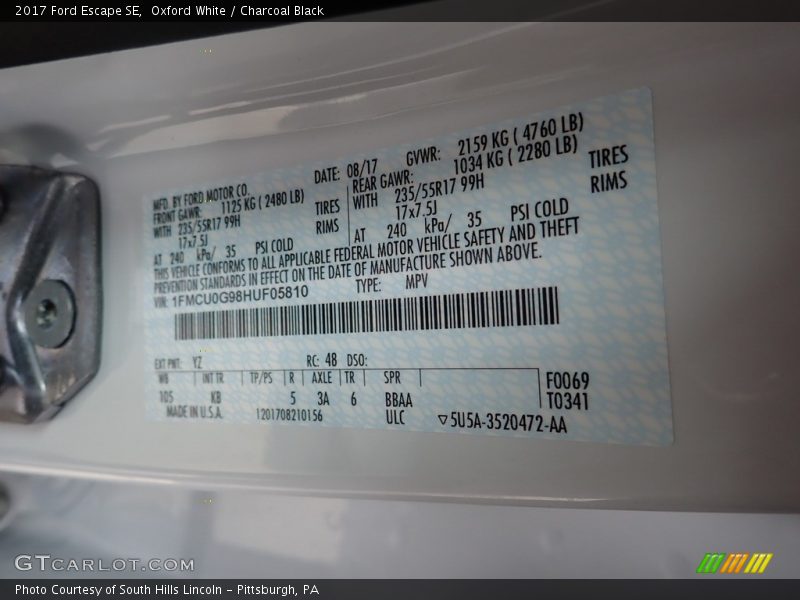 2017 Ford Escape SE, Oxford White / Charcoal Black
MFD. BY FORD MOTOR CO. DATE: 08/17 GVWR: 2159 KG ( 4760 LB)
FRONT GAWR: 1125 KG ( 2480 LB) REAR GAWR: 1034 KG ( 2280 LB)
WITH 235/55R17 99H TIRES WITH 235/55R17 99H TIRES
17x7.5J RIMS 17x7.5J RIMS
AT 240 kPa/ 35 PSI COLD AT 240 kPa/ 35 PSI COLD
THIS VEHICLE CONFORMS TO ALL APPLICABLE FEDERAL MOTOR VEHICLE SAFETY AND THEFT
PREVENTION STANDARDS IN EFFECT ON THE DATE OF MANUFACTURE SHOWN ABOVE.
VIN: 1FMCU0G98HUF05810 TYPE: MPV
EXT PNT: YZ RC: 48 DSO:
WB INT TR TP/PS R AXLE TR SPR F0069
105 KB 5 3A 6 BBAA T0341
MADE IN U.S.A. 1201708210156 ULC ▽5U5A-3520472-AA
GTCARLOT.COM
Photo Courtesy of South Hills Lincoln - Pittsburgh, PA